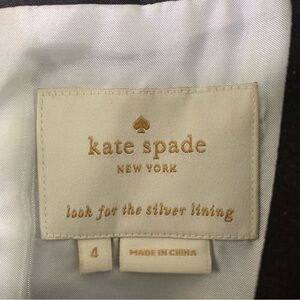 kate spade
NEW YORK
look for the silver lining
4
MADE IN CHINA